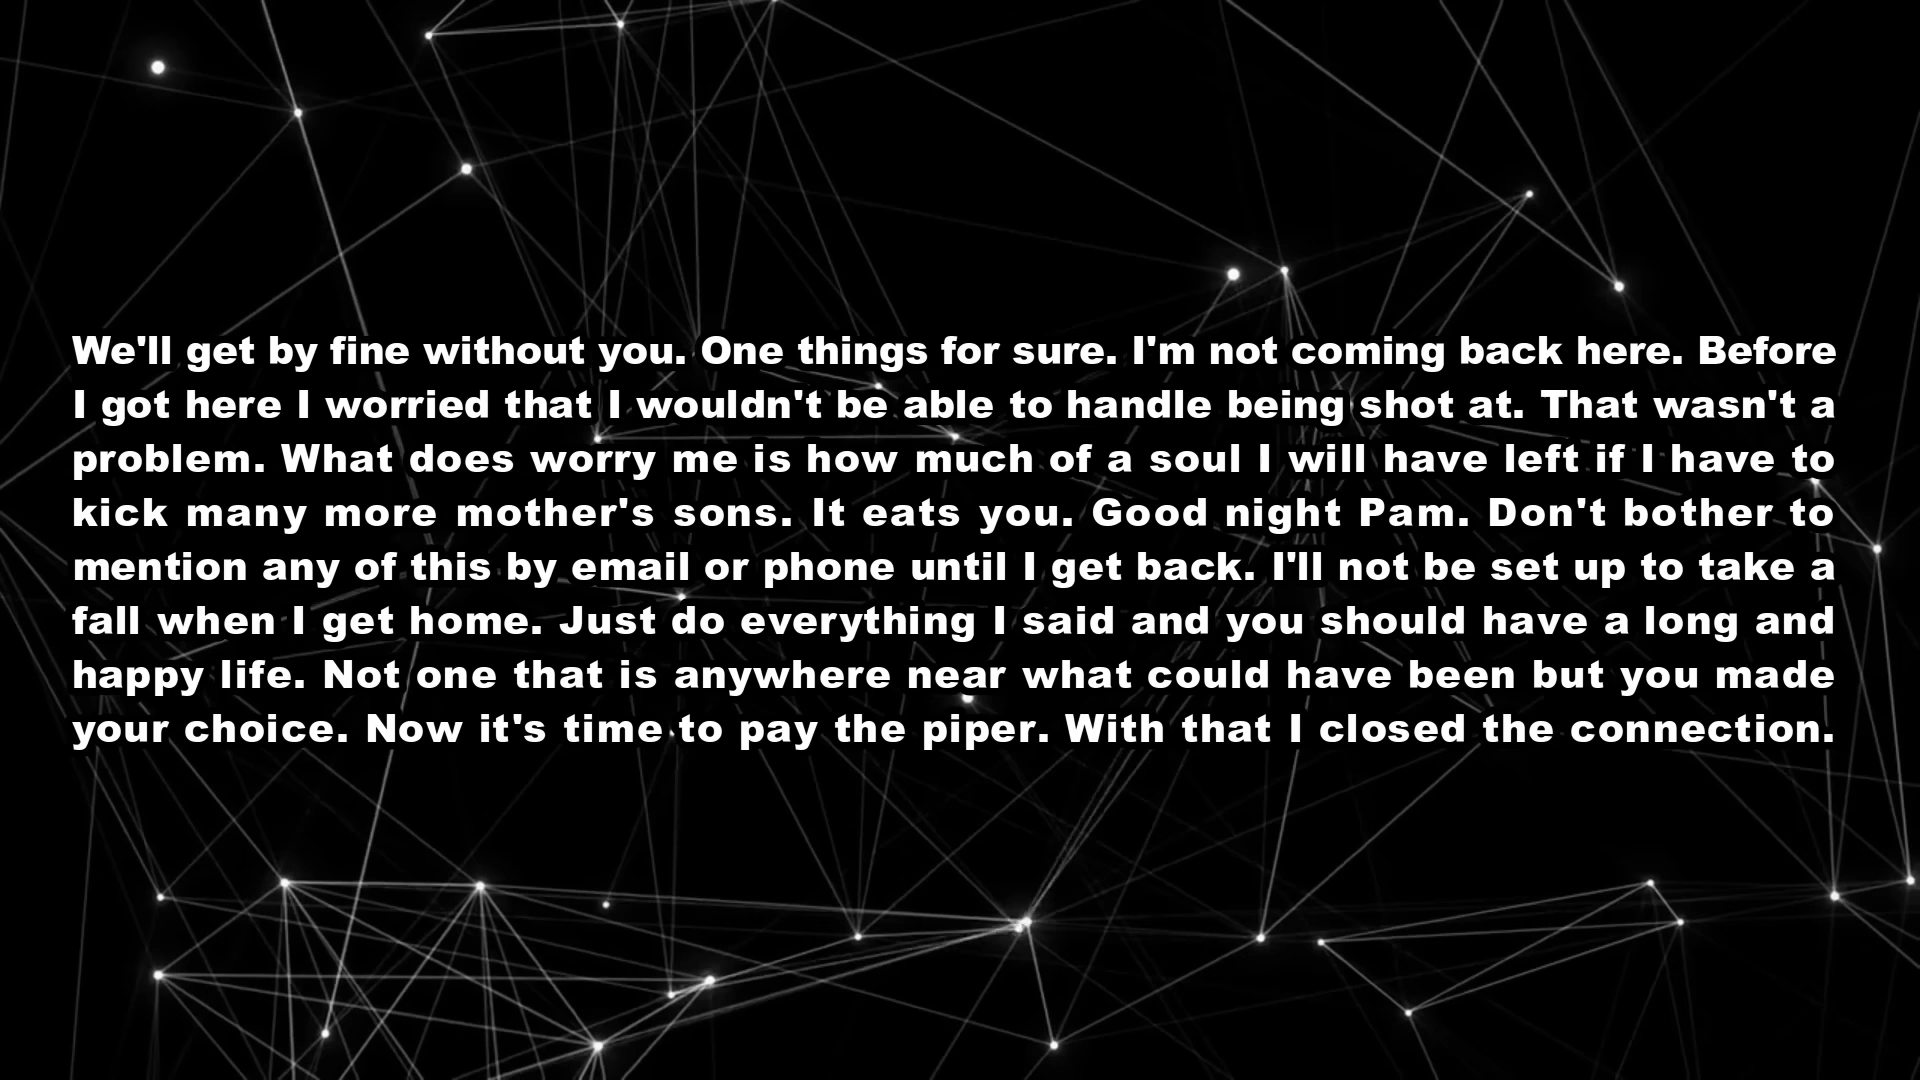 We'll get by fine without you. One things for sure. I'm not coming back here. Before
I got here I worried that I wouldn't be able to handle being shot at. That wasn't a
problem. What does worry me is how much of a soul I will have left if I have to
kick many more mother's sons. It eats you. Good night Pam. Don't bother to
mention any of this by email or phone until I get back. I'll not be set up to take a
fall when I get home. Just do everything I said and you should have a long and
happy life. Not one that is anywhere near what could have been but you made
your choice. Now it's time to pay the piper. With that I closed the connection.